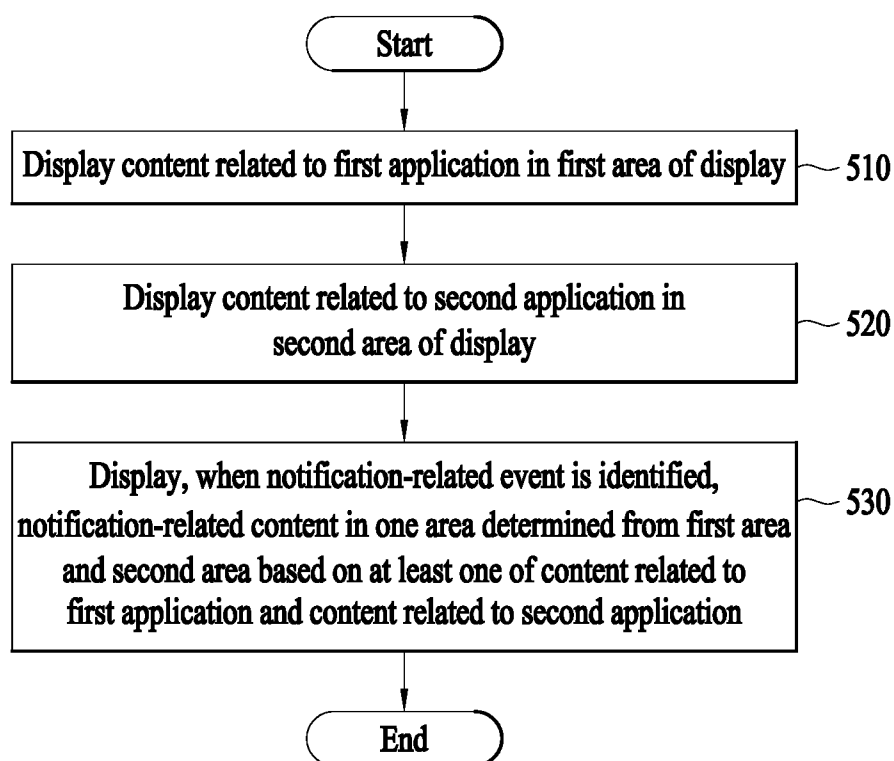 Start
Display content related to first application in first area of display
510
Display content related to second application in
second area of display
520
Display, when notification-related event is identified,
notification-related content in one area determined from first area
and second area based on at least one of content related to
first application and content related to second application
530
End